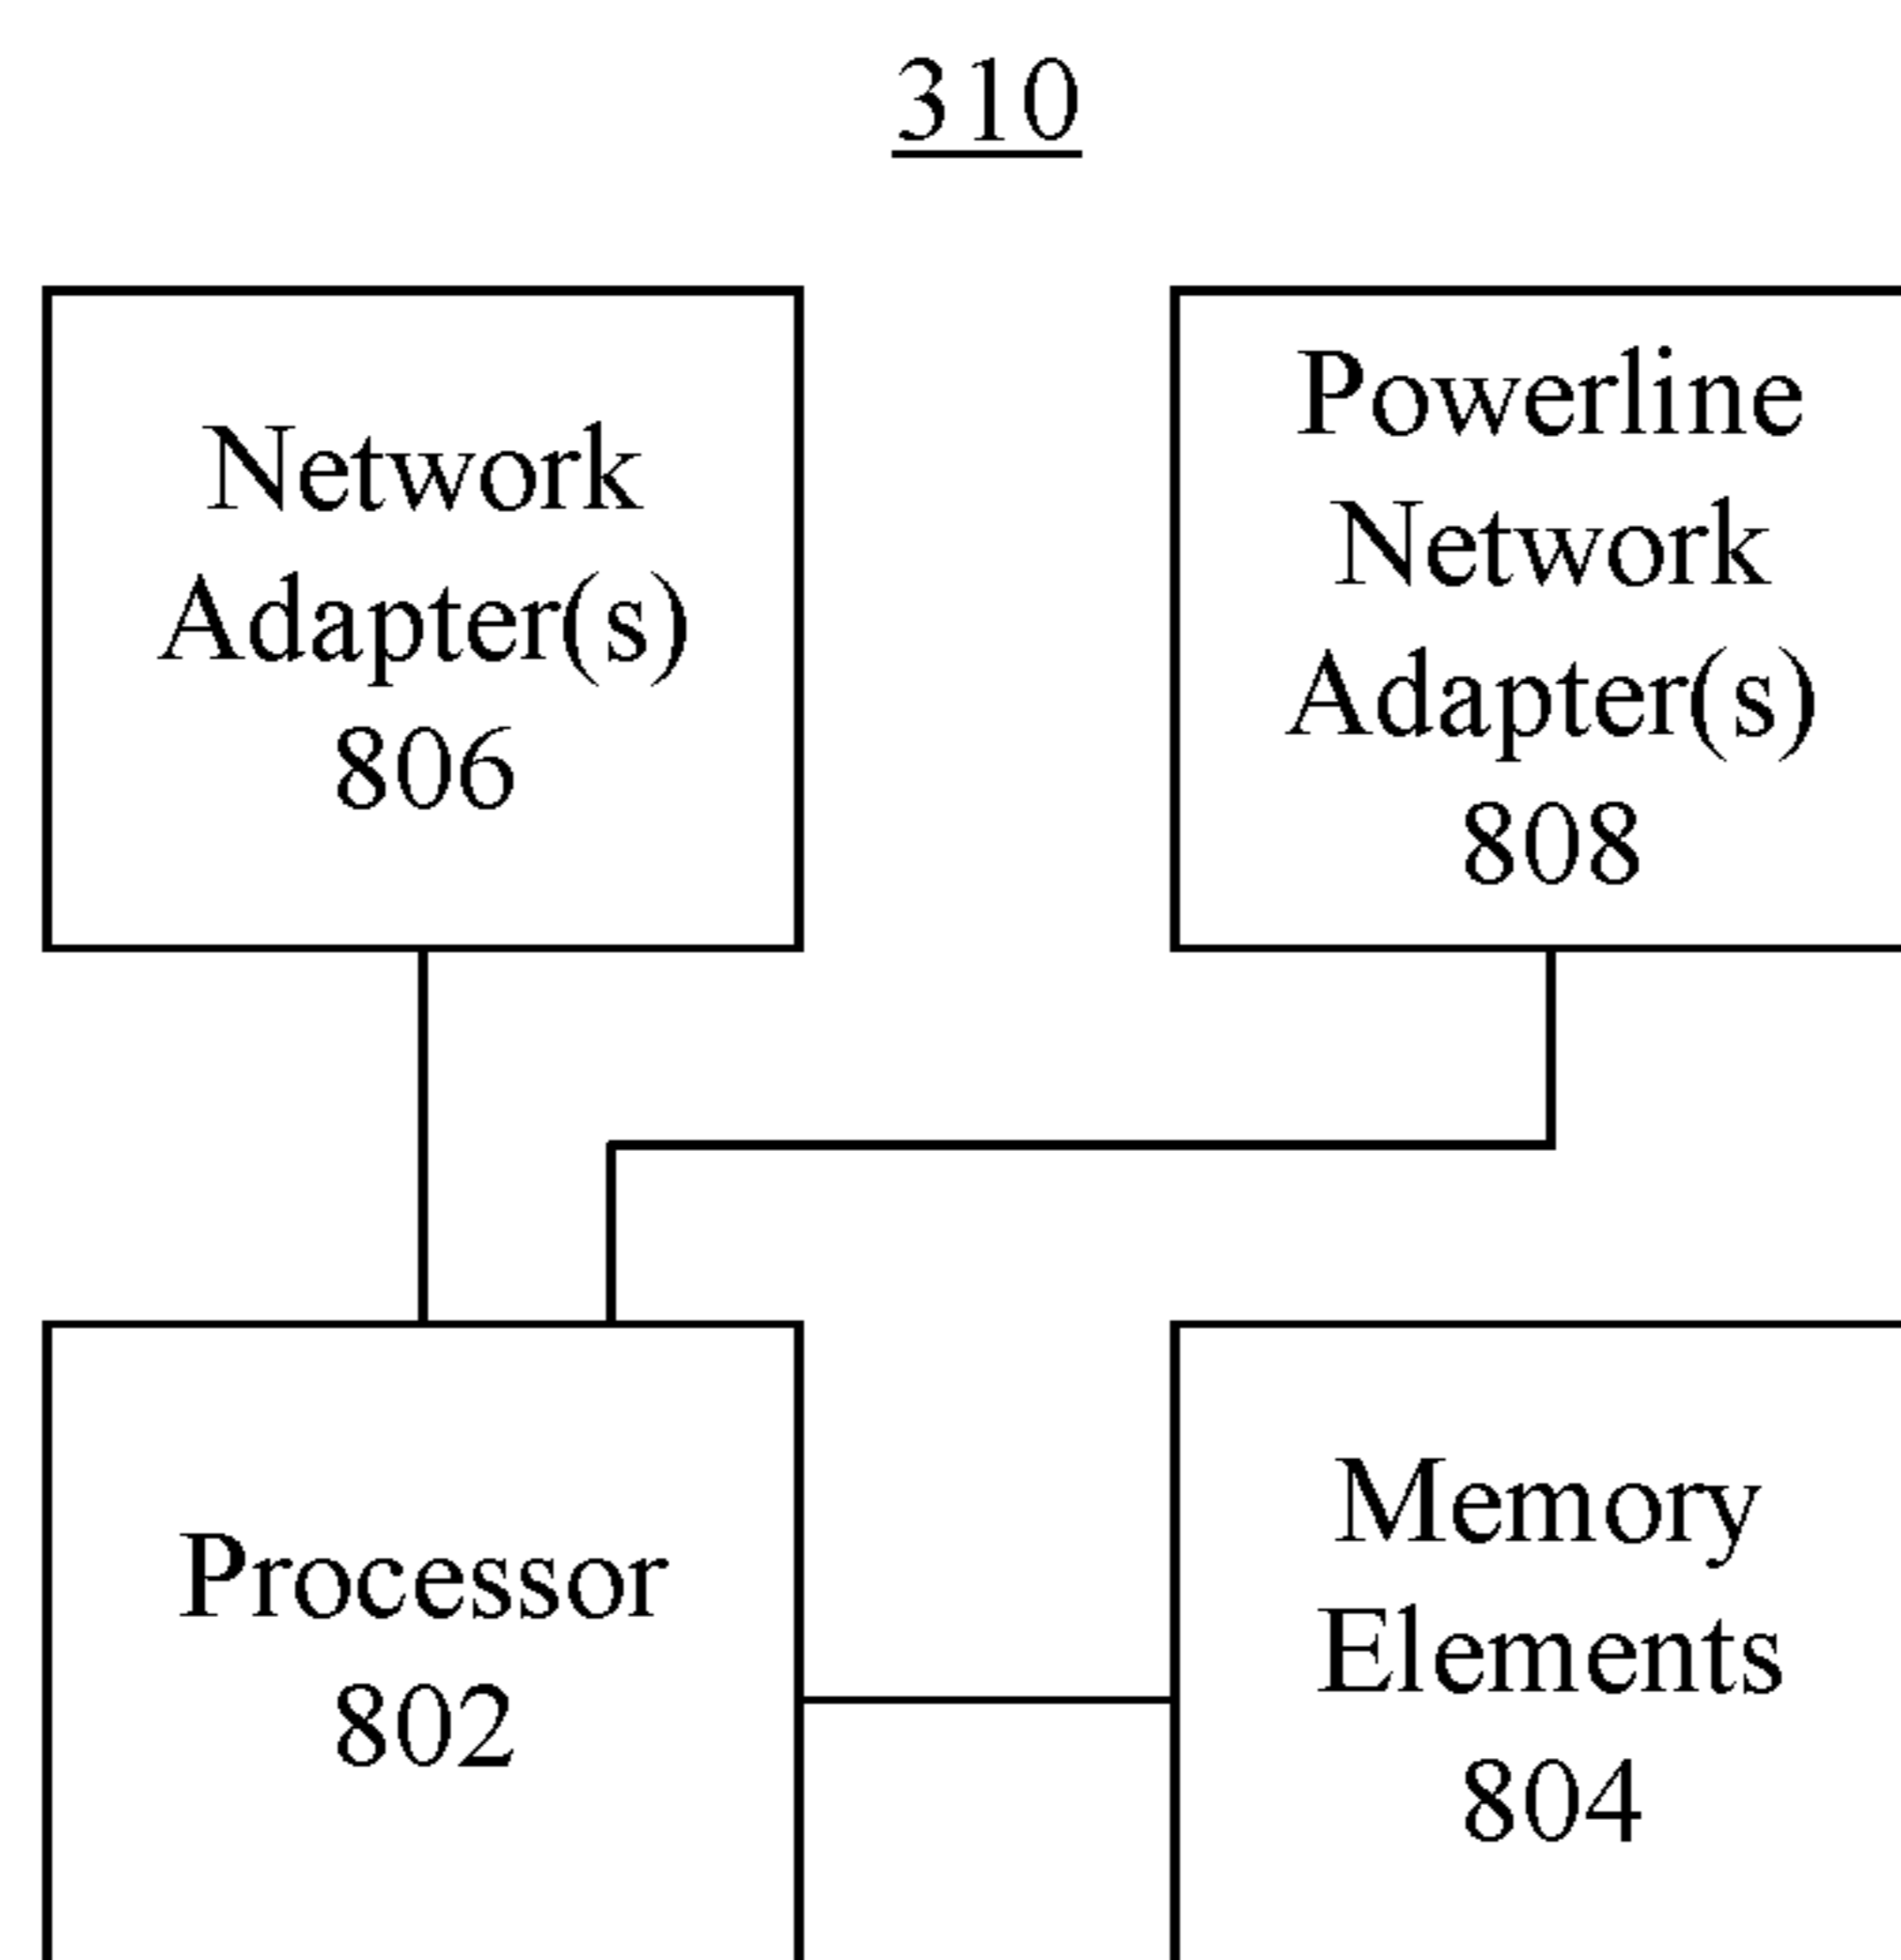 310
Network
Adapter(s)
806
Powerline
Network
Adapter(s)
808
Processor
802
Memory
Elements
804